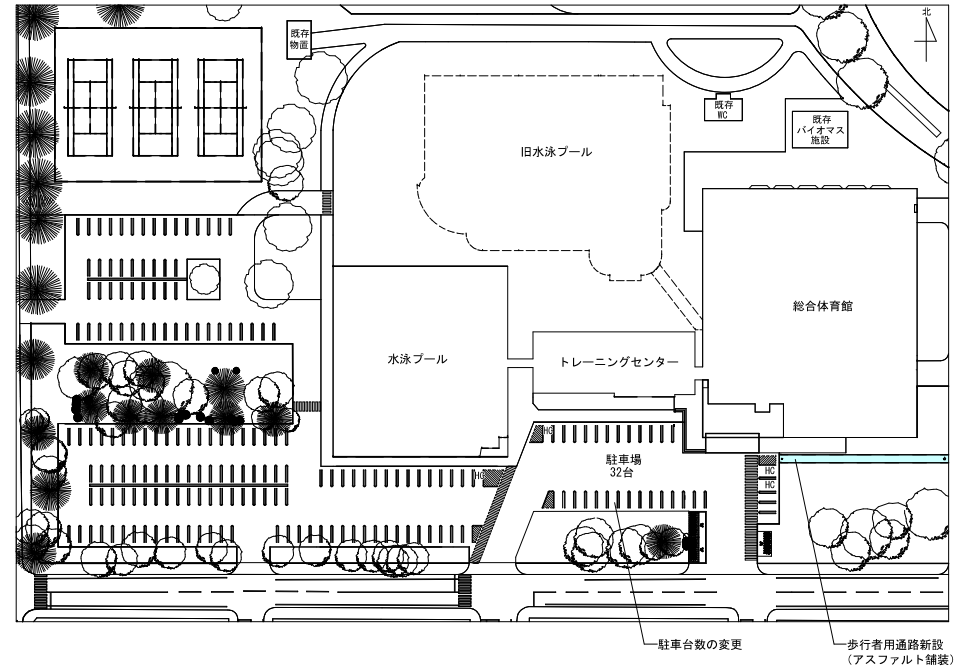 北
既存
物置
既存
WC
既存
バイオマス
施設
旧水泳プール
総合体育館
水泳プール
トレーニングセンター
HC
駐車場
32台
HC
HC
HC
駐車台数の変更
歩行者用通路新設
(アスファルト舗装)